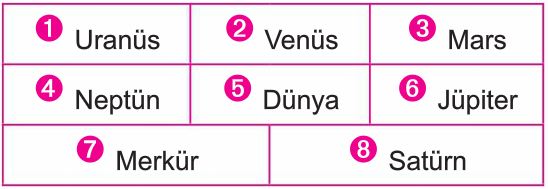 1 Uranüs 2 Venüs 3 Mars
4 Neptün 5 Dünya 6 Jüpiter
7 Merkür 8 Satürn